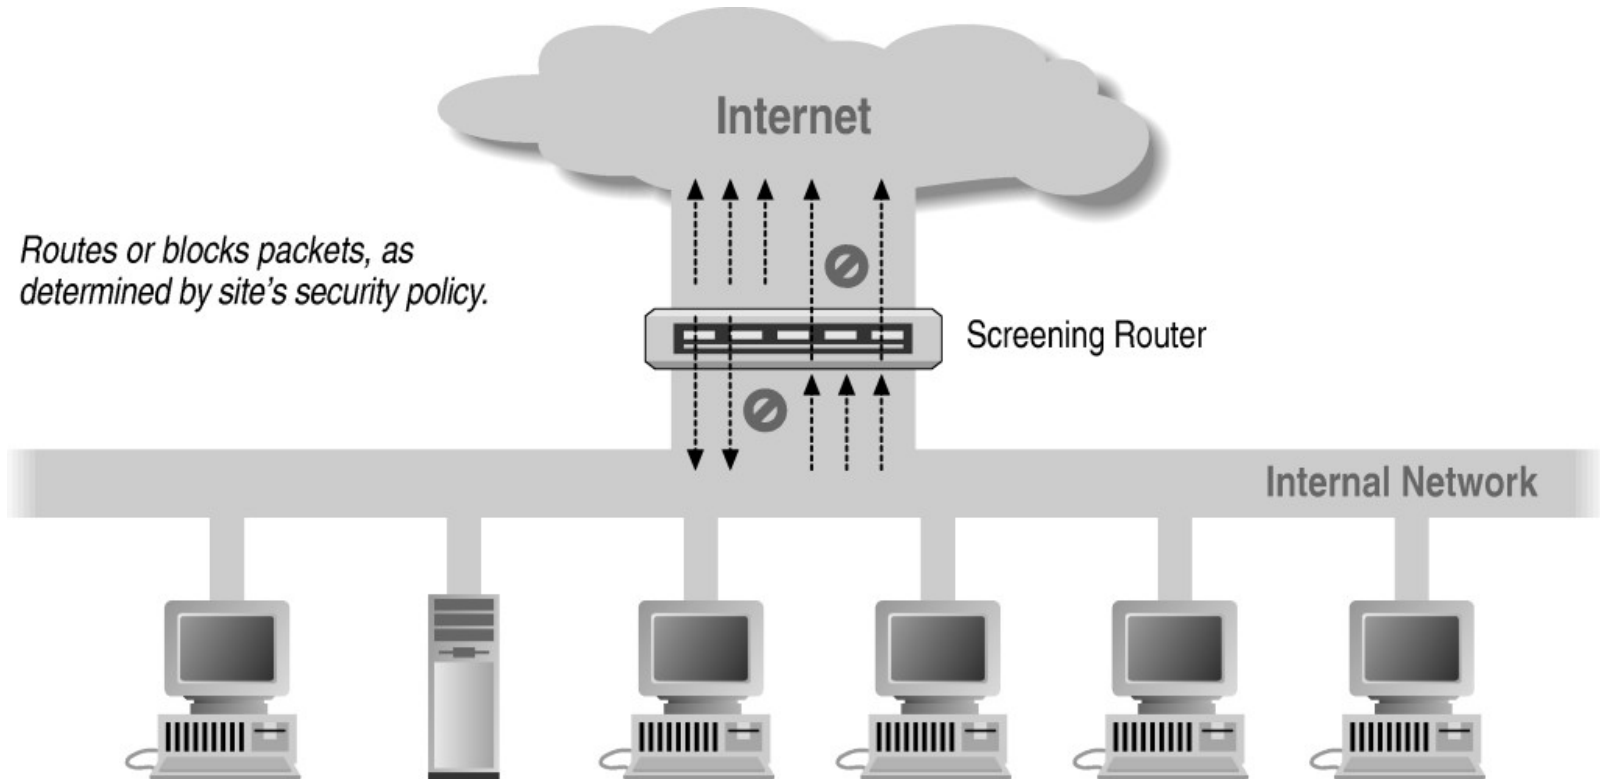 Internet
Routes or blocks packets, as
determined by site's security policy.
Screening Router
Internal Network